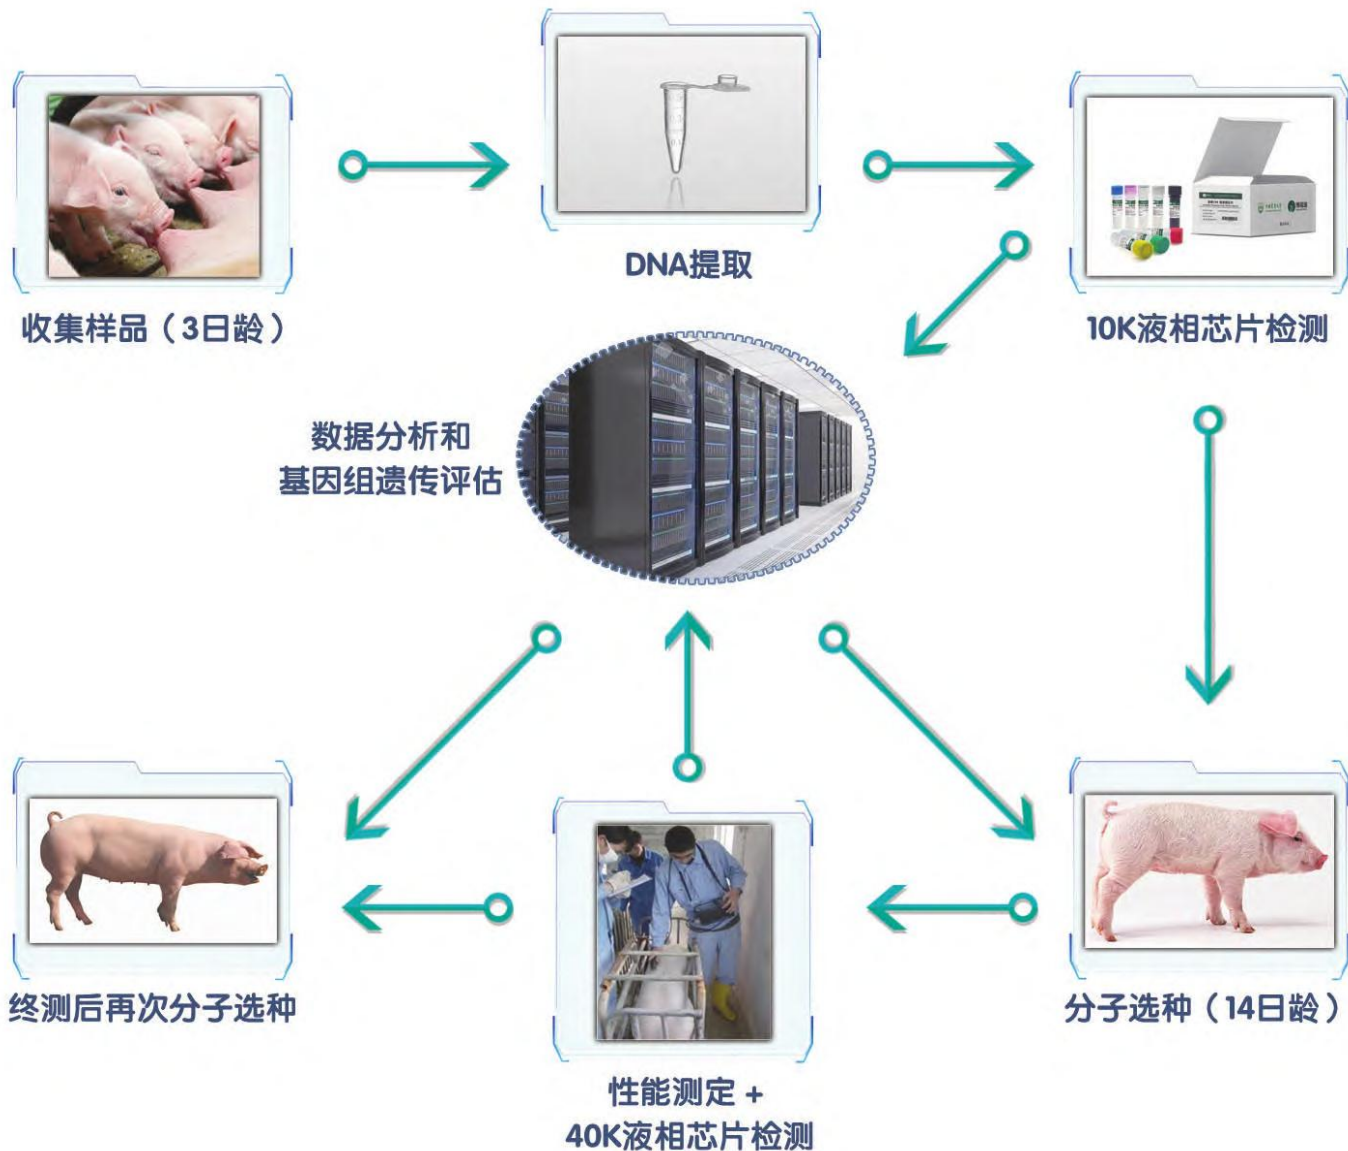 DNA提取
收集样品（3日龄）
10K液相芯片检测
数据分析和
基因组遗传评估
终测后再次分子选种
分子选种（14日龄）
性能测定 +
40K液相芯片检测